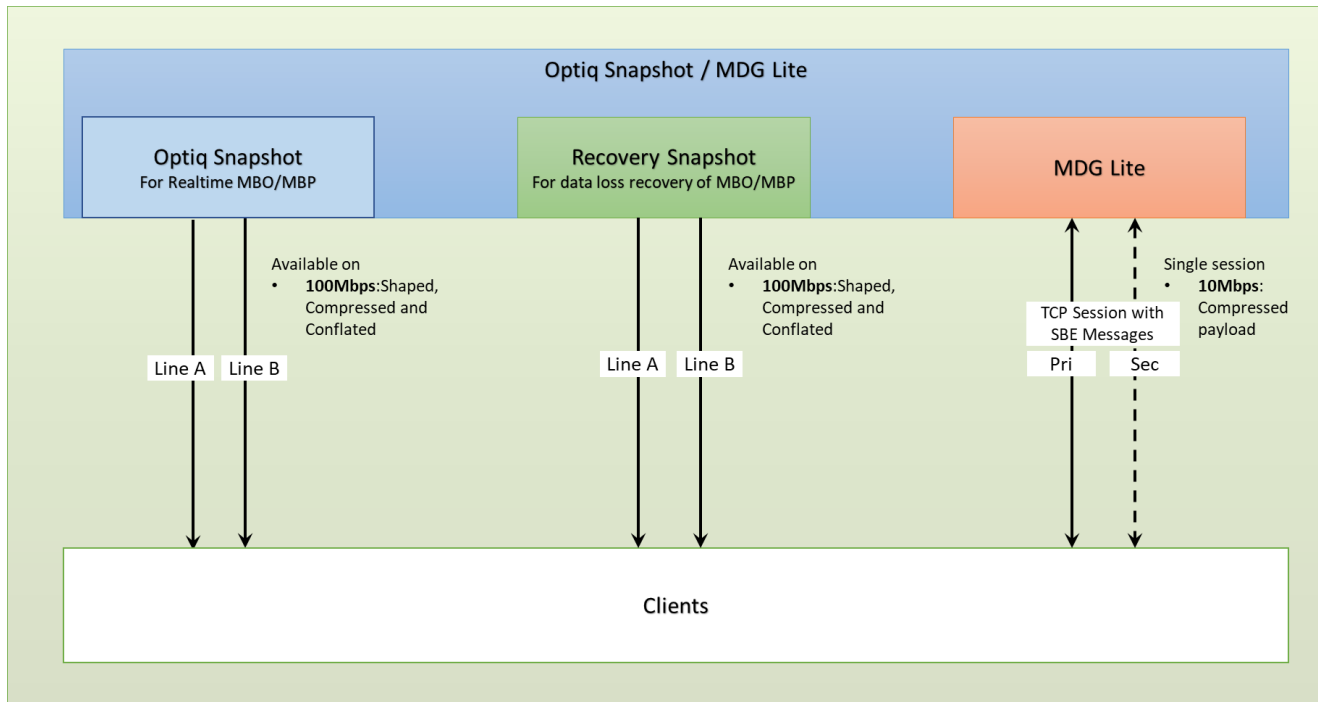 Optiq Snapshot / MDG Lite
Optiq Snapshot
For Realtime MBO/MBP
Recovery Snapshot
For data loss recovery of MBO/MBP
MDG Lite
Available on
• 100Mbps:Shaped,
Compressed and
Conflated
Line A
Line B
Available on
• 100Mbps:Shaped,
Compressed and
Conflated
Line A
Line B
Single session
• 10Mbps:
Compressed
payload
TCP Session with
SBE Messages
Pri
Sec
Clients